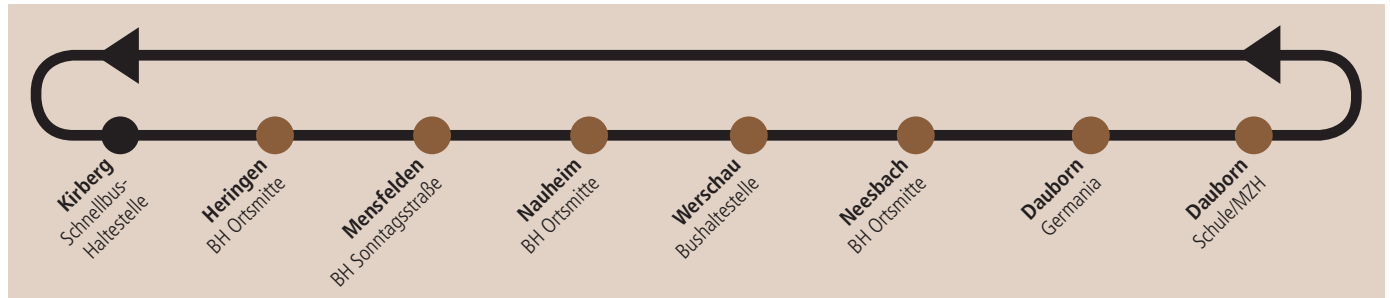 Kirberg
Schnellbus-
Haltestelle
Heringen
BH Ortsmitte
Mensfelden
BH Sonntagsstraße
Nauheim
BH Ortsmitte
Werschau
Bushaltestelle
Neesbach
BH Ortsmitte
Dauborn
Germania
Dauborn
Schule/MZH